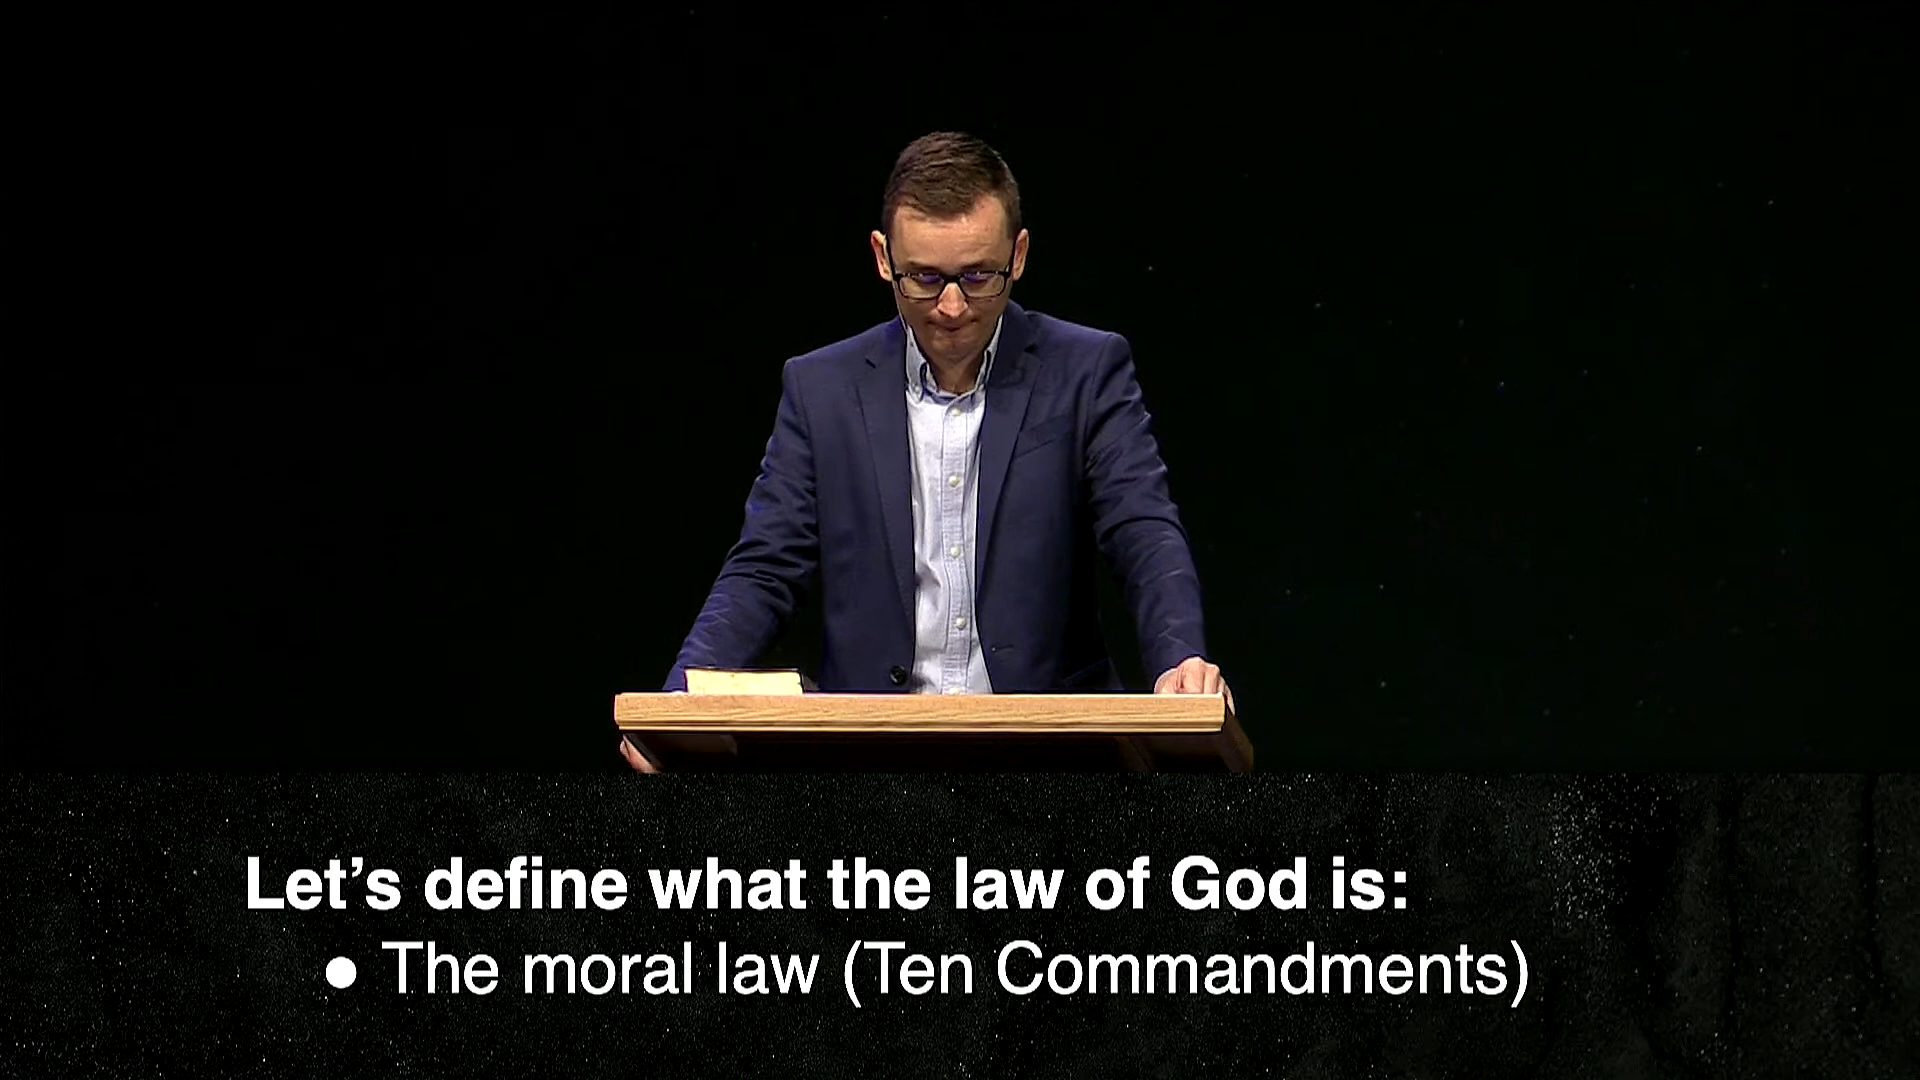 Let’s define what the law of God is:
● The moral law (Ten Commandments)